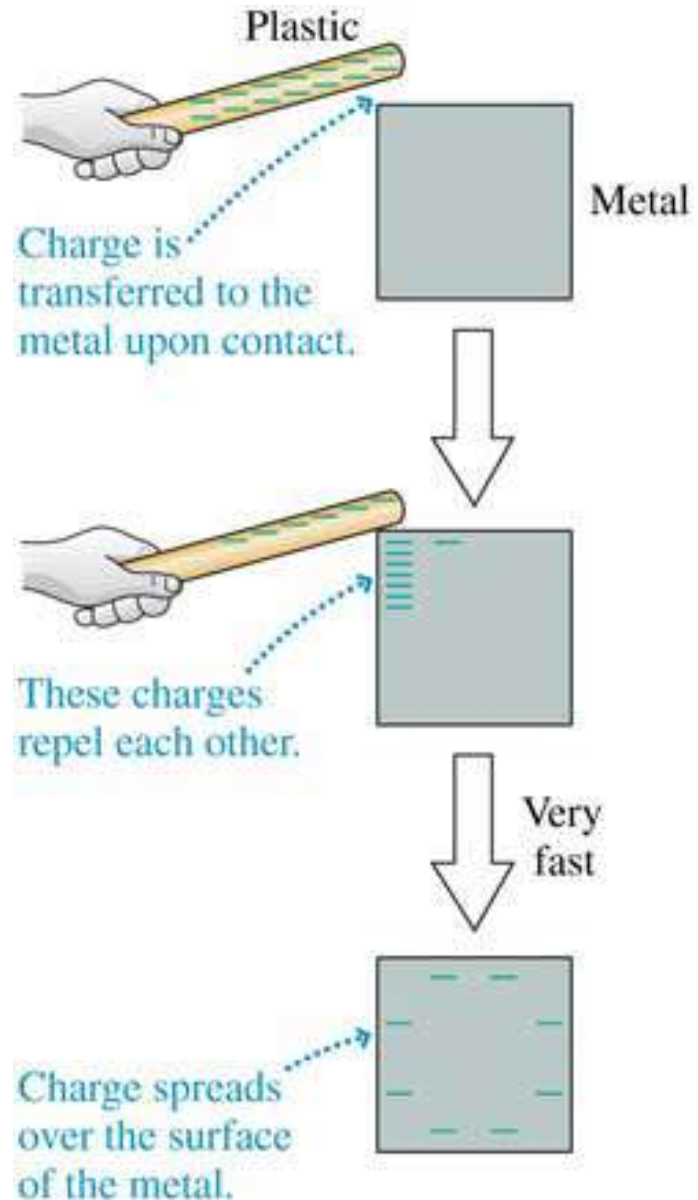 Plastic
Metal
Charge is
transferred to the
metal upon contact.
These charges
repel each other.
Very
fast
Charge spreads
over the surface
of the metal.